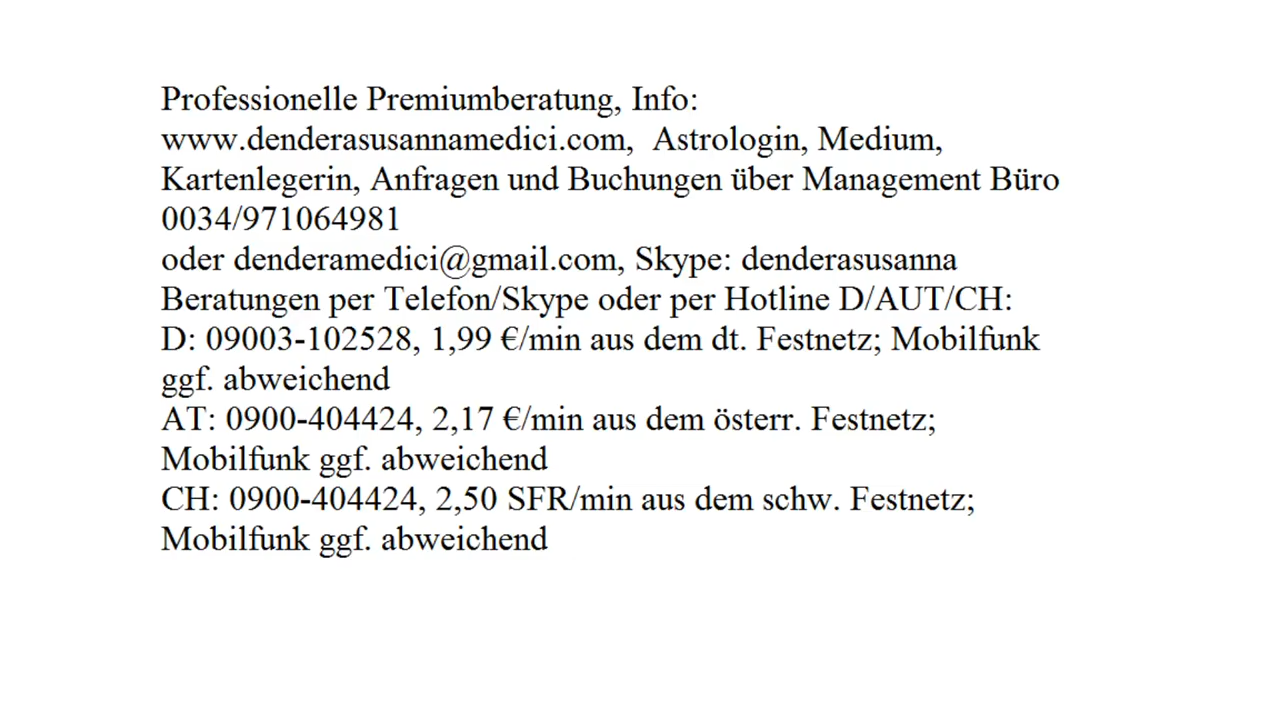 Professionelle Premiumberatung, Info:
www.denderasusannamedici.com,  Astrologin, Medium,
Kartenlegerin, Anfragen und Buchungen über Management Büro
0034/971064981
oder denderamedici@gmail.com, Skype: denderasusanna
Beratungen per Telefon/Skype oder per Hotline D/AUT/CH:
D: 09003-102528, 1,99 €/min aus dem dt. Festnetz; Mobilfunk
ggf. abweichend
AT: 0900-404424, 2,17 €/min aus dem österr. Festnetz;
Mobilfunk ggf. abweichend
CH: 0900-404424, 2,50 SFR/min aus dem schw. Festnetz;
Mobilfunk ggf. abweichend